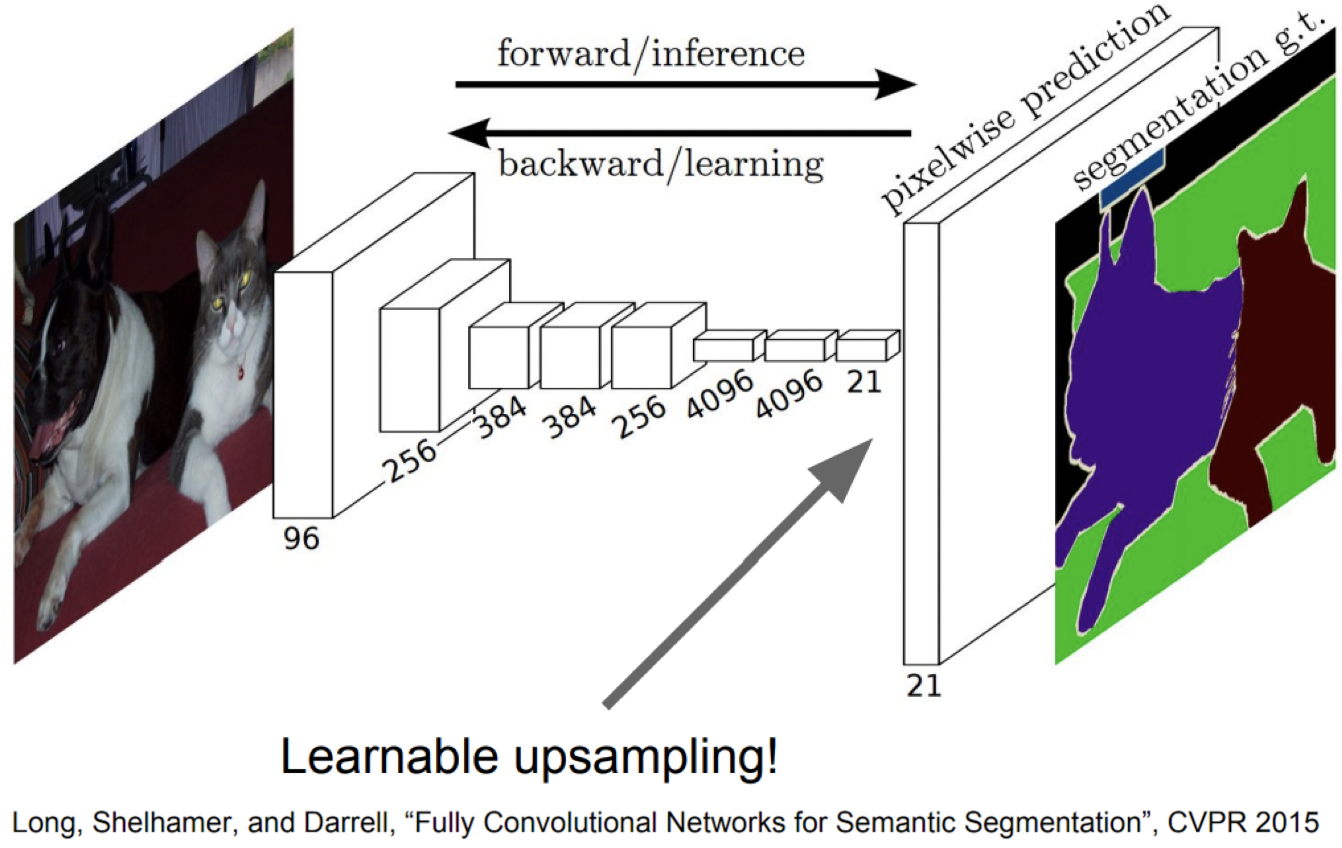 forward/inference
backward/learning
pixelwise prediction
segmentation g.t.
96
256
384
384
256
4096
4096
21
21
Learnable upsampling!
Long, Shelhamer, and Darrell, “Fully Convolutional Networks for Semantic Segmentation”, CVPR 2015